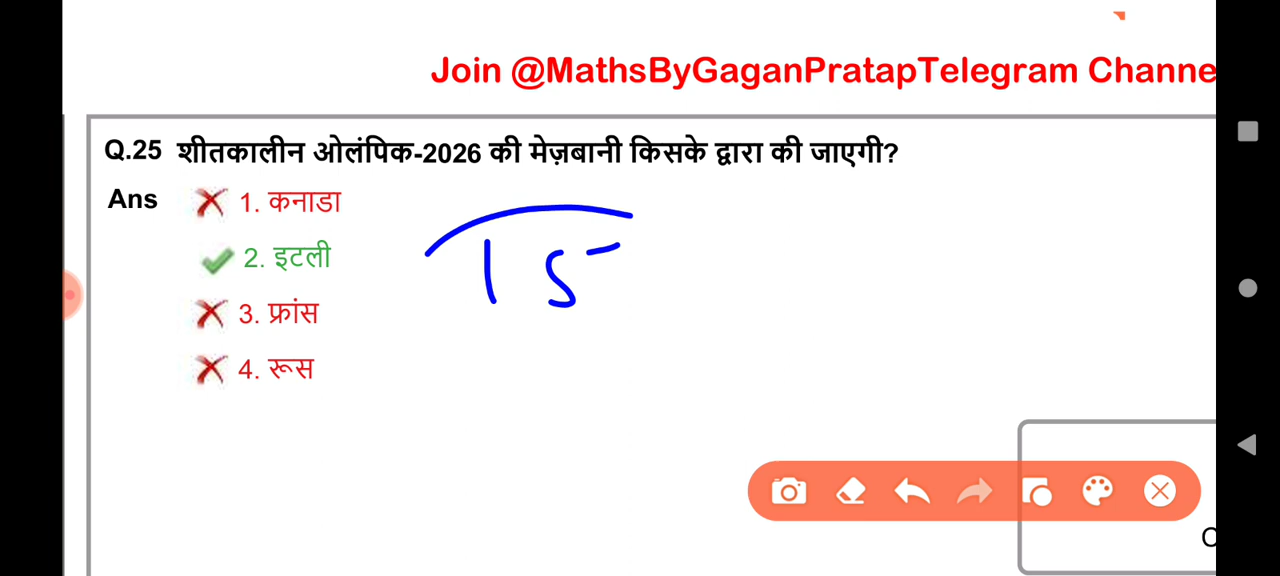 Join @MathsByGaganPratapTelegram Channe
Q.25 शीतकालीन ओलंपिक-2026 की मेज़बानी किसके द्वारा की जाएगी?
Ans 1. कनाडा
2. इटली
3. फ्रांस
4. रूस